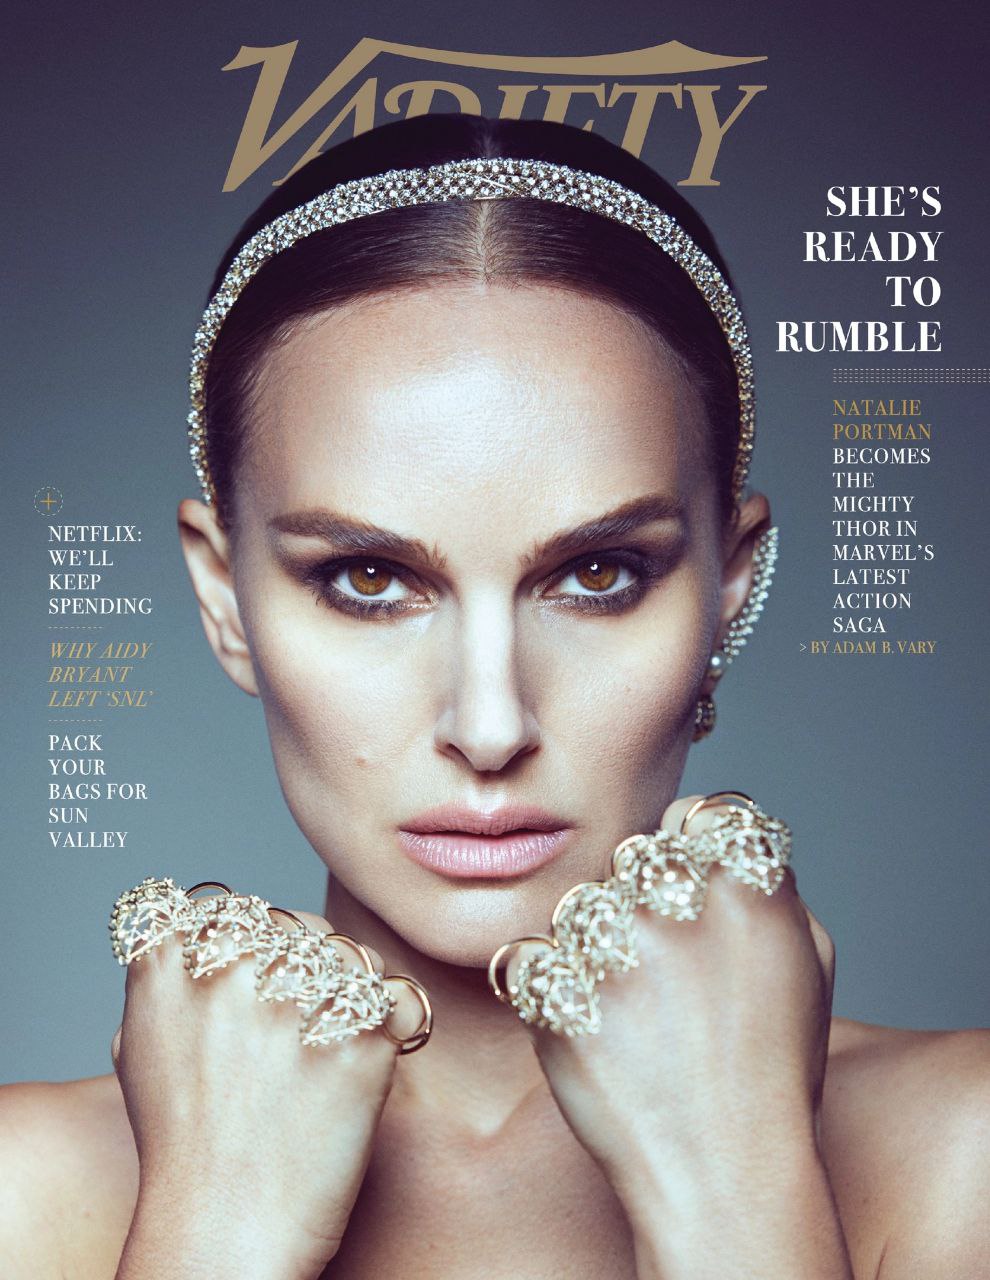 VARIETY
SHE'S
READY
TO
RUMBLE
NATALIE
PORTMAN
BECOMES
THE
MIGHTY
THOR IN
MARVEL'S
LATEST
ACTION
SAGA
> BY ADAM B. VARY
+
NETFLIX:
WE'LL
KEEP
SPENDING
WHY AIDY
BRYANT
LEFT 'SNL'
PACK
YOUR
BAGS FOR
SUN
VALLEY